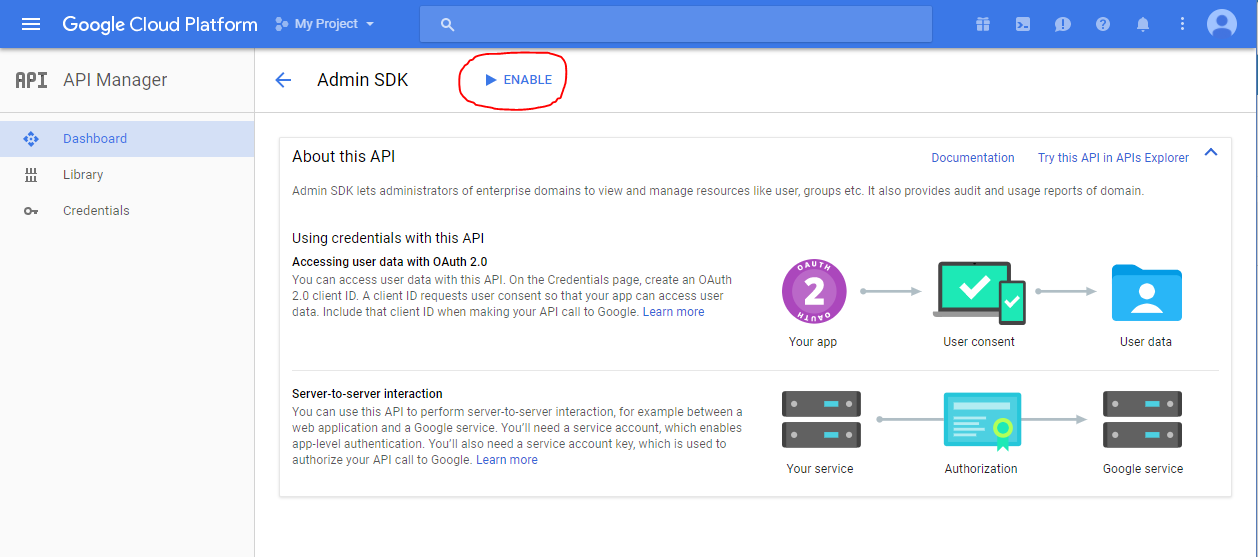 Google Cloud Platform
My Project
API
API Manager
Admin SDK
ENABLE
Dashboard
Library
Credentials
About this API
Documentation
Try this API in APIs Explorer
Admin SDK lets administrators of enterprise domains to view and manage resources like user, groups etc. It also provides audit and usage reports of domain.
Using credentials with this API
Accessing user data with OAuth 2.0
You can access user data with this API. On the Credentials page, create an OAuth
2.0 client ID. A client ID requests user consent so that your app can access user
data. Include that client ID when making your API call to Google. Learn more
OAUTH
2
OAUTH
Your app
User consent
User data
Server-to-server interaction
You can use this API to perform server-to-server interaction, for example between a
web application and a Google service. You'll need a service account, which enables
app-level authentication. You'll also need a service account key, which is used to
authorize your API call to Google. Learn more
Your service
Authorization
Google service